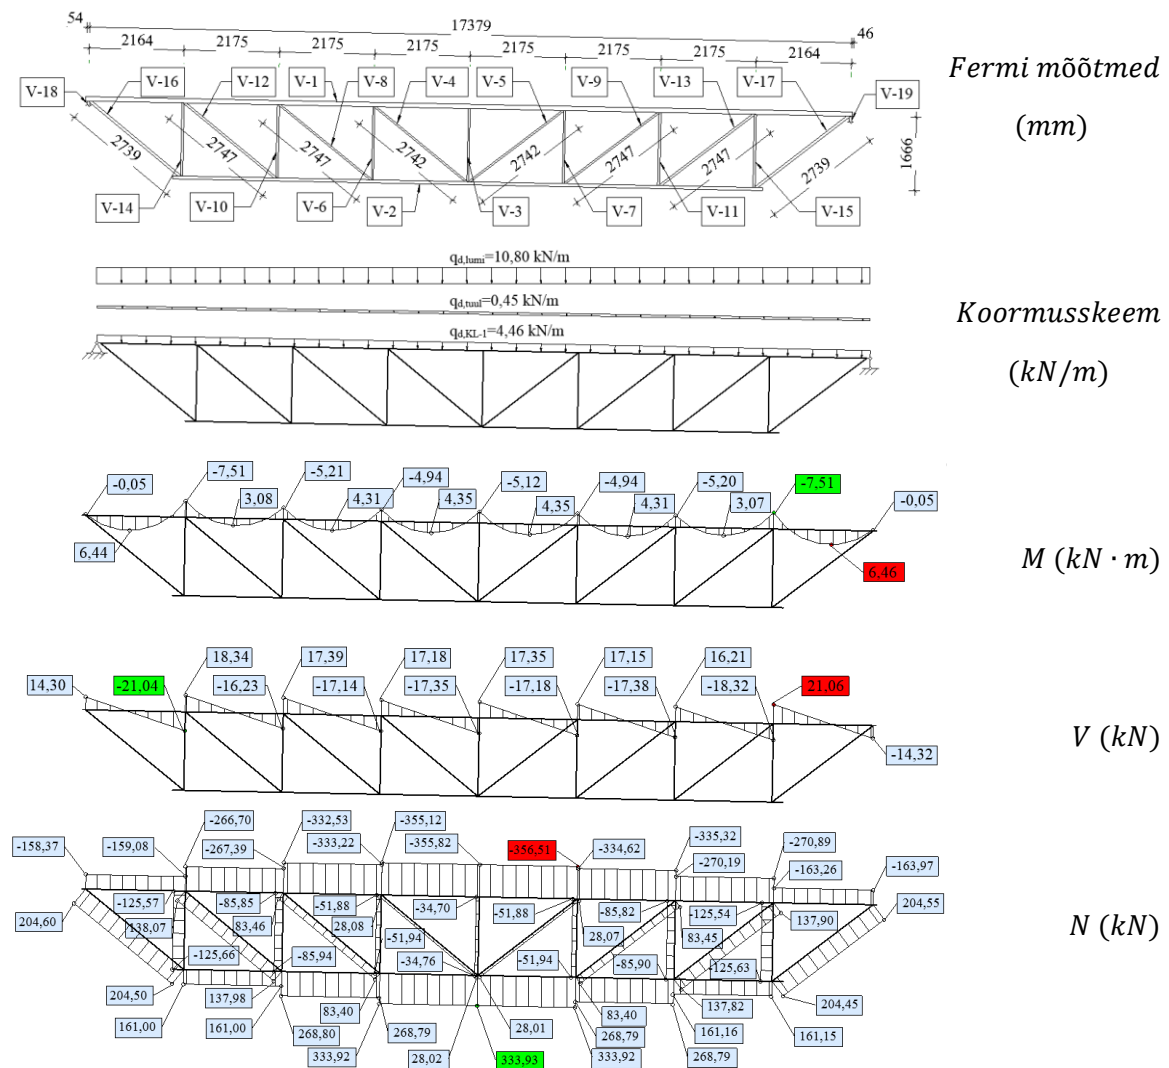 54 17379 46
2164 2175 2175 2175 2175 2175 2175 2164
V-16 V-12 V-1 V-8 V-4 V-5 V-9 V-13 V-17
V-18 V-19
2739 2747 2747 2742 2742 2747 2747 2739 1666
V-14 V-10 V-6 V-2 V-3 V-7 V-11 V-15
Fermi mõõtmed
(mm)
qd,lumi=10,80 kN/m
qd,tuul=0,45 kN/m
qd,KL-1=4,46 kN/m
Koormusskeem
(kN/m)
-0,05 -7,51 -5,21 -4,94 -5,12 -4,94 -5,20 -7,51 -0,05
3,08 4,31 4,35 4,35 4,31 3,07
6,44 6,46
M (kN · m)
18,34 17,39 17,18 17,35 17,15 16,21
14,30 -21,04 -16,23 -17,14 -17,35 -17,18 -17,38 -18,32 21,06
-14,32
V (kN)
-266,70 -332,53 -355,12 -335,32 -270,89
-158,37 -159,08 -267,39 -333,22 -355,82 -356,51 -334,62 -270,19 -163,26 -163,97
-125,57 -85,85 -51,88 -34,70 -51,88 -85,82 -125,54
204,60 138,07 83,46 28,08 28,07 83,45 137,90 204,55
-51,94
-125,66 -85,94 -34,76 -51,94 -85,90 -125,63
204,50 137,98 83,40 28,01 83,40 137,82 204,45
161,00 161,00 268,80 268,79 268,79 161,16 161,15
333,92 28,02 333,93 333,92 268,79
N (kN)